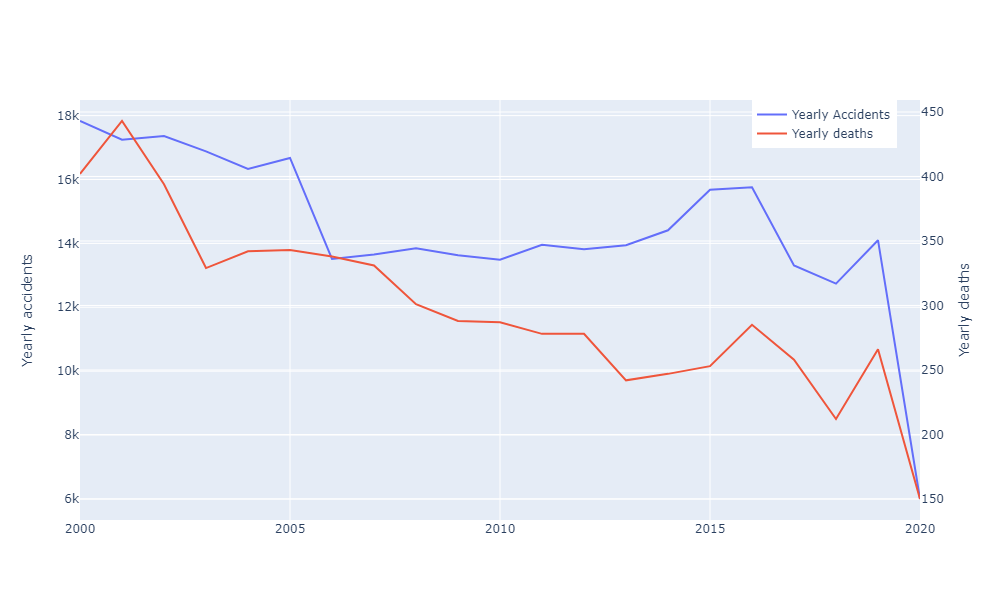 Yearly Accidents
Yearly deaths
18k
16k
14k
12k
10k
8k
6k
450
400
350
300
250
200
150
2000
2005
2010
2015
2020
Yearly accidents
Yearly deaths